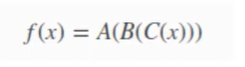 f(x) = A(B(C(x)))